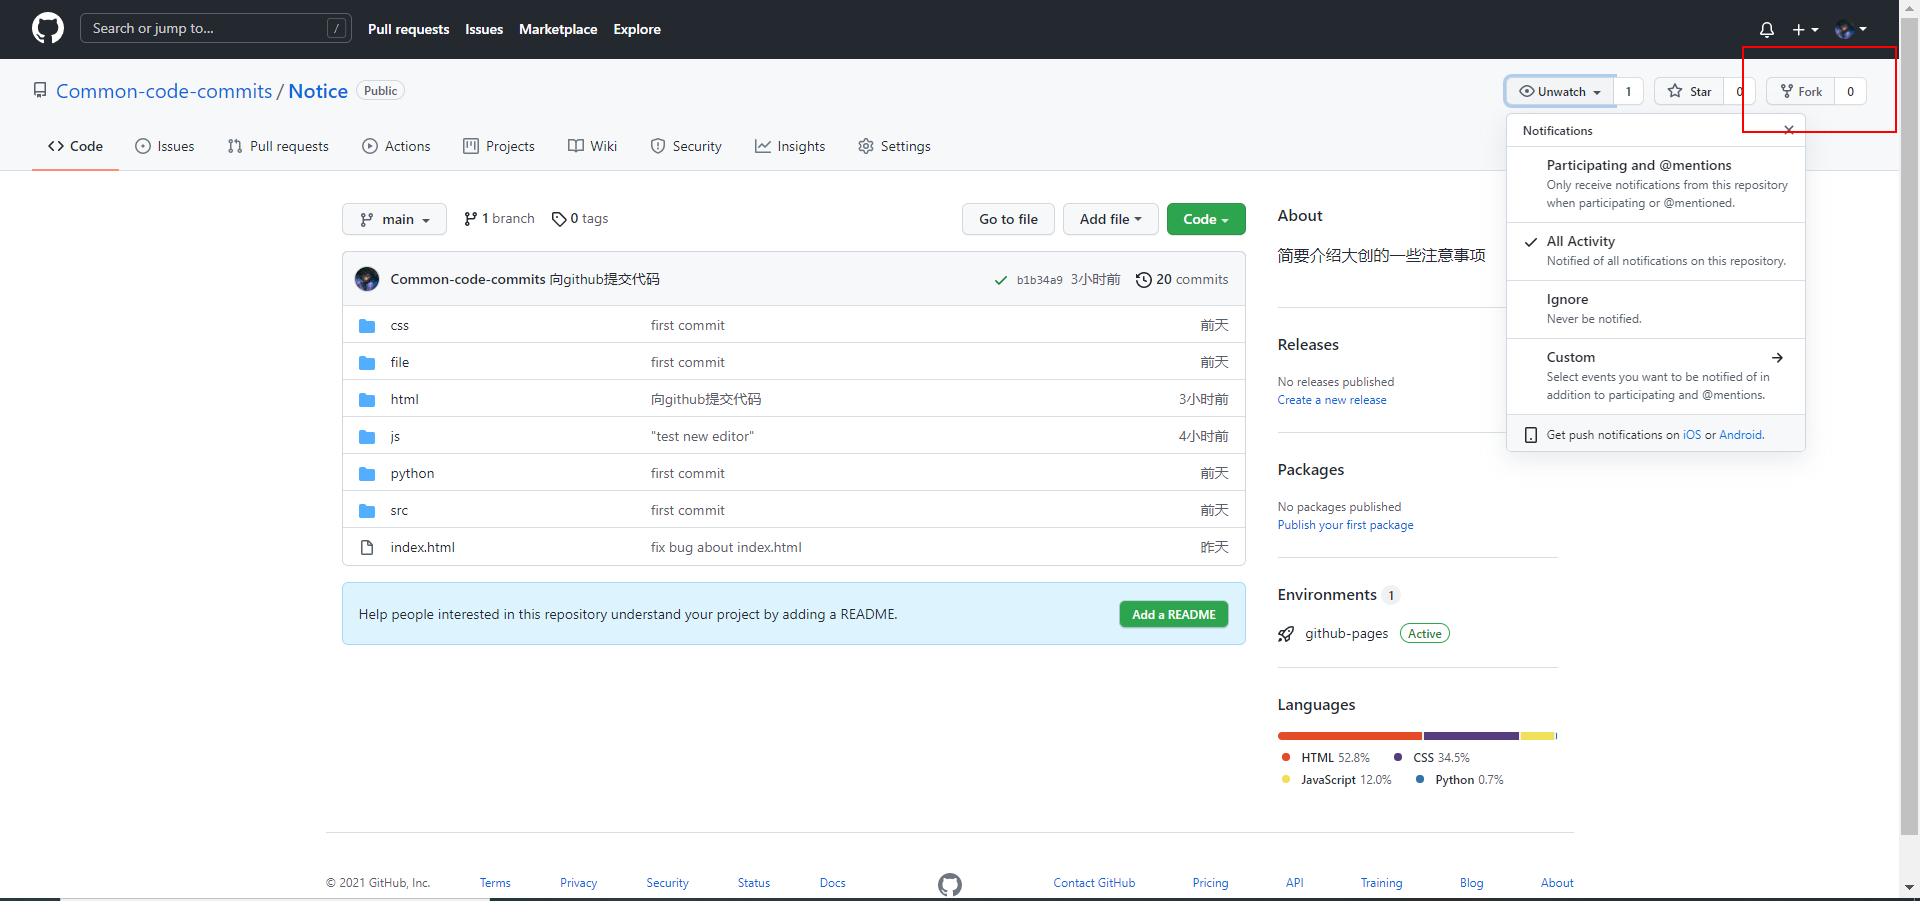 Search or jump to... / Pull requests Issues Marketplace Explore
Common-code-commits / Notice Public
Unwatch 1 Star 0 Fork 0
Code Issues Pull requests Actions Projects Wiki Security Insights Settings
Notifications
Participating and @mentions
Only receive notifications from this repository
when participating or @mentioned.
All Activity
Notified of all notifications on this repository.
Ignore
Never be notified.
Custom
Select events you want to be notified of in
addition to participating and @mentions.
Get push notifications on iOS or Android.
main 1 branch 0 tags Go to file Add file Code
Common-code-commits 向github提交代码 b1b34a9 3小时前 20 commits
css first commit 前天
file first commit 前天
html 向github提交代码 3小时前
js "test new editor" 4小时前
python first commit 前天
src first commit 前天
index.html fix bug about index.html 昨天
Help people interested in this repository understand your project by adding a README. Add a README
About
简要介绍大创的一些注意事项
Releases
No releases published
Create a new release
Packages
No packages published
Publish your first package
Environments 1
github-pages Active
Languages
HTML 52.8% CSS 34.5%
JavaScript 12.0% Python 0.7%
© 2021 GitHub, Inc. Terms Privacy Security Status Docs Contact GitHub Pricing API Training Blog About